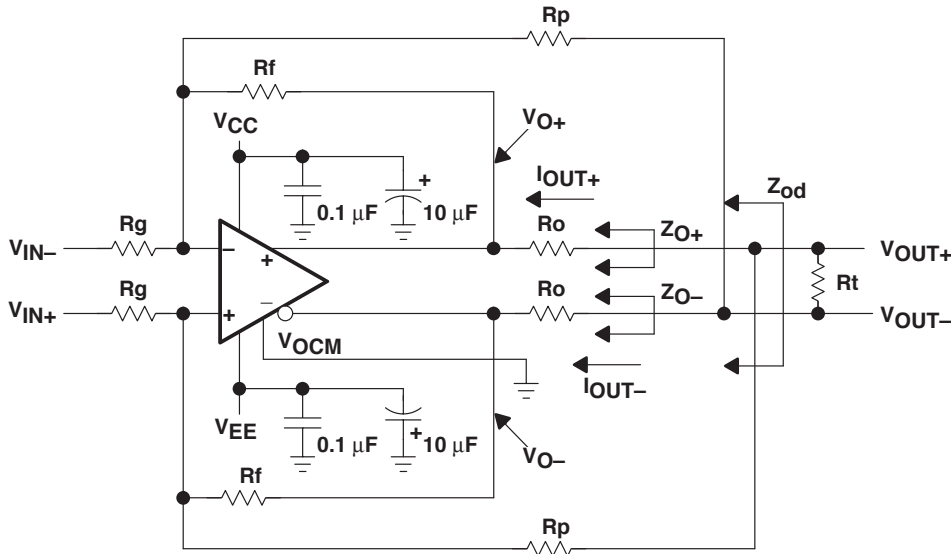 Rp
Rf
VCC
VO+
IOUT+
+
0.1 μF
10 μF
Zod
Rg
VIN−
−
+
Ro
ZO+
VOUT+
Rt
Rg
VIN+
+
−
Ro
ZO−
VOUT−
VOCM
IOUT−
VEE
0.1 μF
+
10 μF
VO−
Rf
Rp